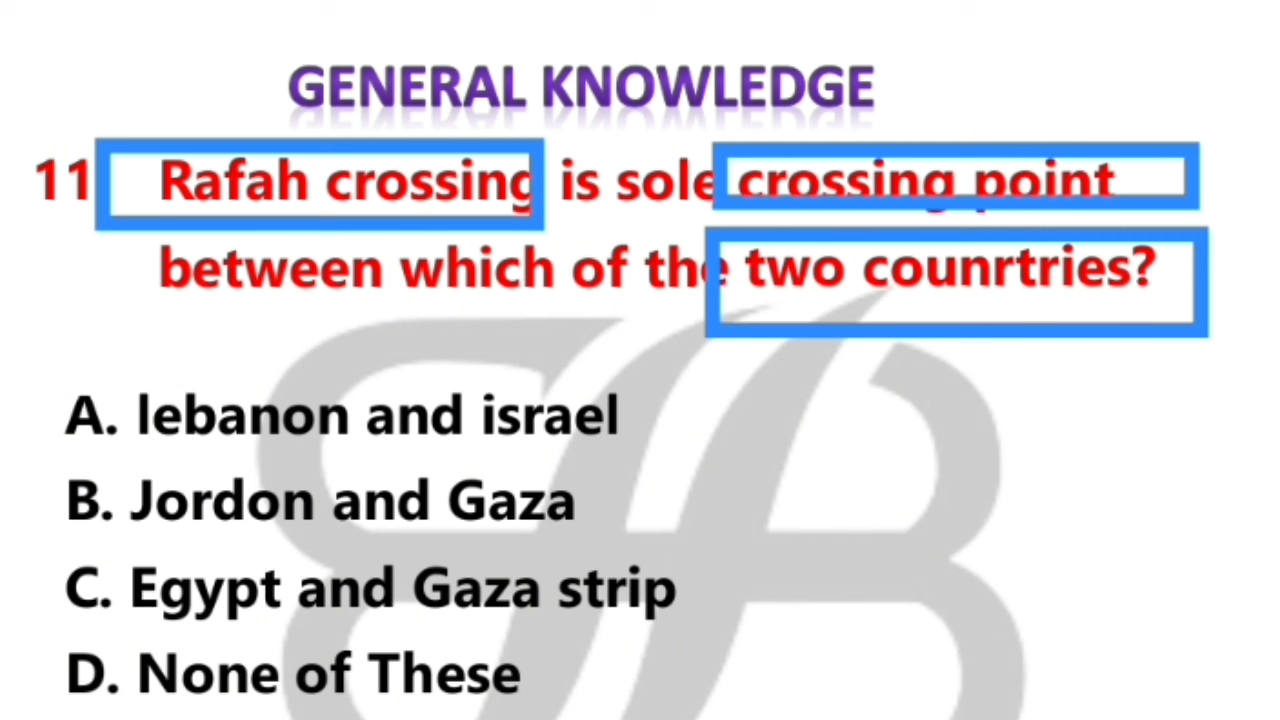 GENERAL KNOWLEDGE
11 Rafah crossing is sole crossing point
between which of the two counrtries?
A. lebanon and israel
B. Jordon and Gaza
C. Egypt and Gaza strip
D. None of These